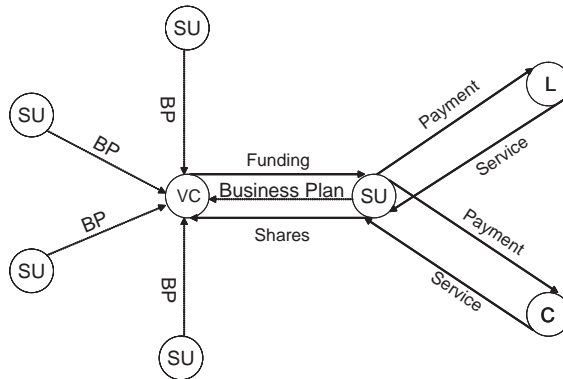 SU
BP
L
Payment
SU
BP
Funding
Service
VC
Business Plan
SU
BP
Shares
Payment
SU
BP
Service
C
SU